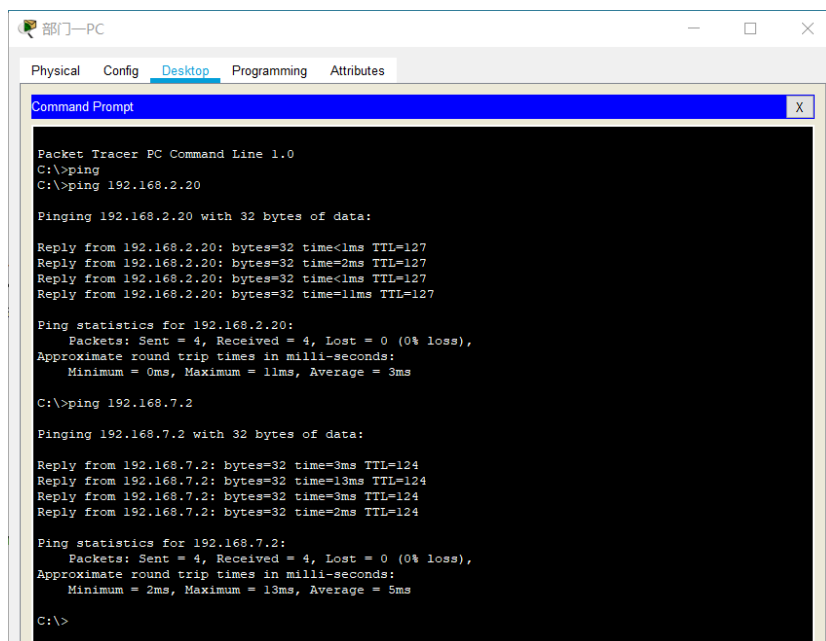 部门一PC
Physical Config Desktop Programming Attributes
Command Prompt
X
Packet Tracer PC Command Line 1.0
C:\>ping
C:\>ping 192.168.2.20
Pinging 192.168.2.20 with 32 bytes of data:
Reply from 192.168.2.20: bytes=32 time<1ms TTL=127
Reply from 192.168.2.20: bytes=32 time=2ms TTL=127
Reply from 192.168.2.20: bytes=32 time<1ms TTL=127
Reply from 192.168.2.20: bytes=32 time=11ms TTL=127
Ping statistics for 192.168.2.20:
Packets: Sent = 4, Received = 4, Lost = 0 (0% loss),
Approximate round trip times in milli-seconds:
Minimum = 0ms, Maximum = 11ms, Average = 3ms
C:\>ping 192.168.7.2
Pinging 192.168.7.2 with 32 bytes of data:
Reply from 192.168.7.2: bytes=32 time=3ms TTL=124
Reply from 192.168.7.2: bytes=32 time=13ms TTL=124
Reply from 192.168.7.2: bytes=32 time=3ms TTL=124
Reply from 192.168.7.2: bytes=32 time=2ms TTL=124
Ping statistics for 192.168.7.2:
Packets: Sent = 4, Received = 4, Lost = 0 (0% loss),
Approximate round trip times in milli-seconds:
Minimum = 2ms, Maximum = 13ms, Average = 5ms
C:\>